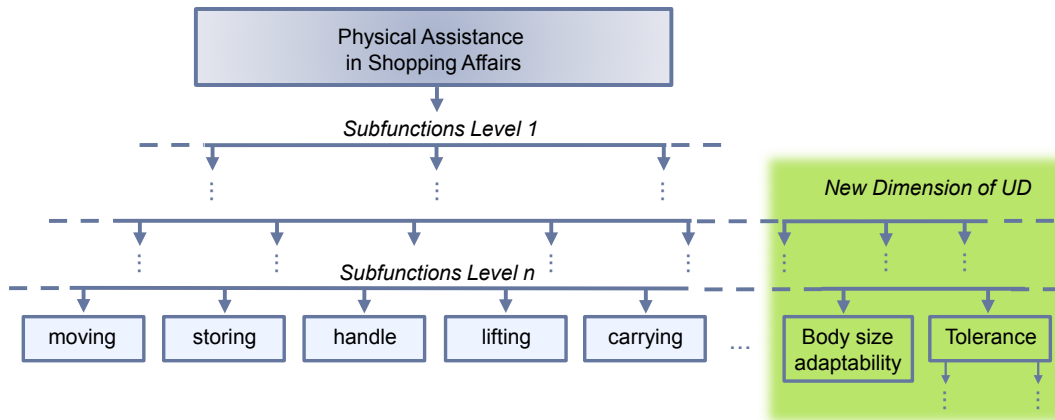 Physical Assistance
in Shopping Affairs
Subfunctions Level 1
New Dimension of UD
Subfunctions Level n
moving
storing
handle
lifting
carrying
...
Body size
adaptability
Tolerance